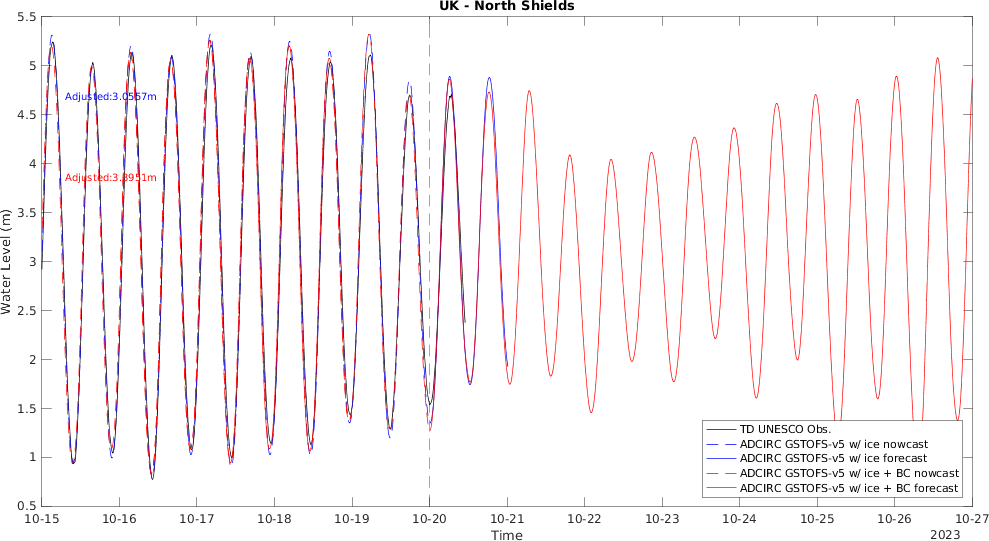 UK - North Shields
5.5
5
4.5
4
3.5
3
2.5
2
1.5
1
0.5
Water Level (m)
Adjusted:3.0567m
Adjusted:3.8951m
10-15 10-16 10-17 10-18 10-19 10-20 10-21 10-22 10-23 10-24 10-25 10-26 10-27
Time
2023
TD UNESCO Obs.
ADCIRC GSTOFS-v5 w/ ice nowcast
ADCIRC GSTOFS-v5 w/ ice forecast
ADCIRC GSTOFS-v5 w/ ice + BC nowcast
ADCIRC GSTOFS-v5 w/ ice + BC forecast